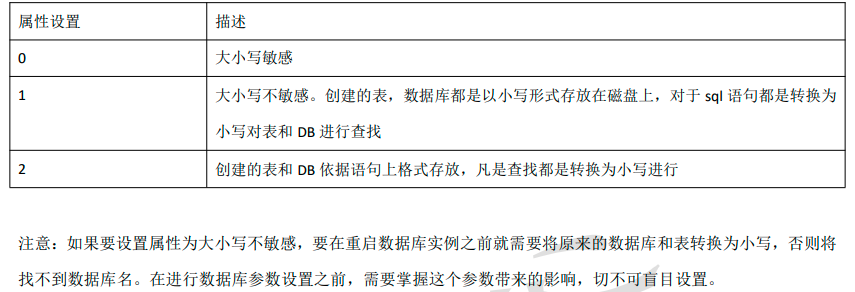 属性设置 描述
0 大小写敏感
1 大小写不敏感。创建的表，数据库都是以小写形式存放在磁盘上，对于 sql 语句都是转换为
小写对表和 DB 进行查找
2 创建的表和 DB 依据语句上格式存放，凡是查找都是转换为小写进行
注意：如果要设置属性为大小写不敏感，要在重启数据库实例之前就需要将原来的数据库和表转换为小写，否则将
找不到数据库名。在进行数据库参数设置之前，需要掌握这个参数带来的影响，切不可盲目设置。